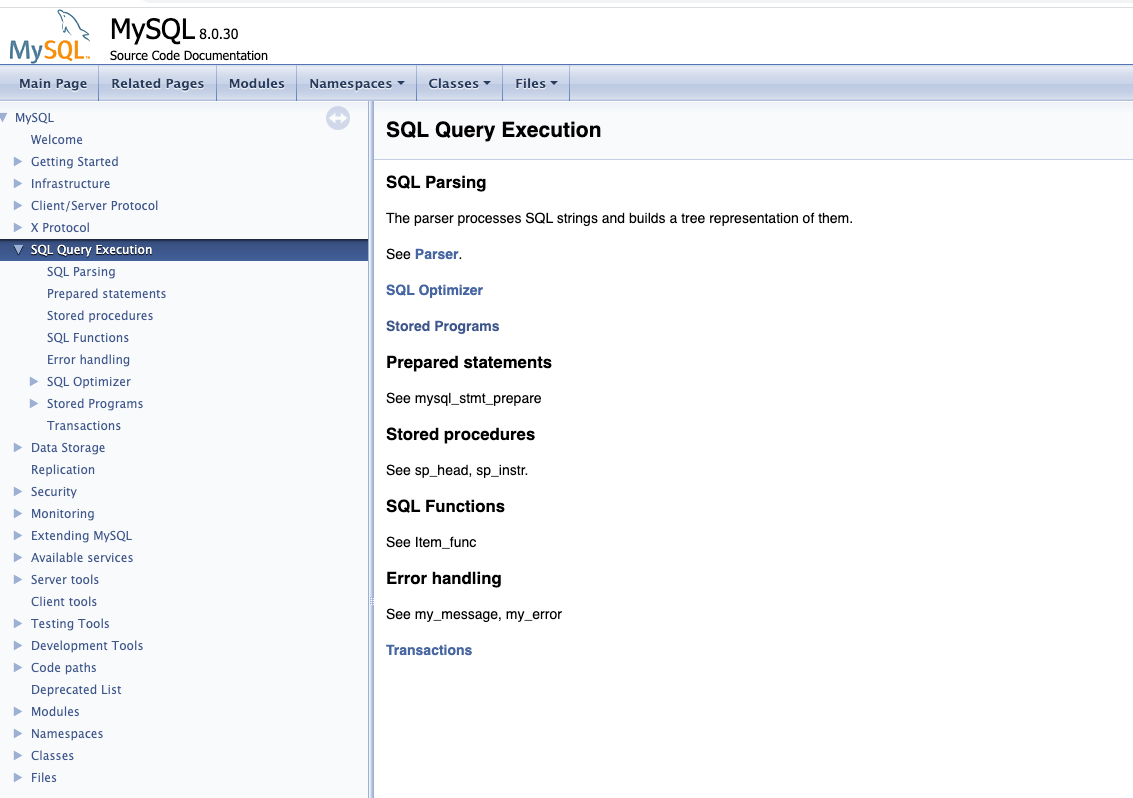 MySQL™
MySQL 8.0.30
Source Code Documentation
Main Page
Related Pages
Modules
Namespaces
Classes
Files
MySQL
Welcome
Getting Started
Infrastructure
Client/Server Protocol
X Protocol
SQL Query Execution
SQL Parsing
Prepared statements
Stored procedures
SQL Functions
Error handling
SQL Optimizer
Stored Programs
Transactions
Data Storage
Replication
Security
Monitoring
Extending MySQL
Available services
Server tools
Client tools
Testing Tools
Development Tools
Code paths
Deprecated List
Modules
Namespaces
Classes
Files
SQL Query Execution
SQL Parsing
The parser processes SQL strings and builds a tree representation of them.
See Parser.
SQL Optimizer
Stored Programs
Prepared statements
See mysql_stmt_prepare
Stored procedures
See sp_head, sp_instr.
SQL Functions
See Item_func
Error handling
See my_message, my_error
Transactions